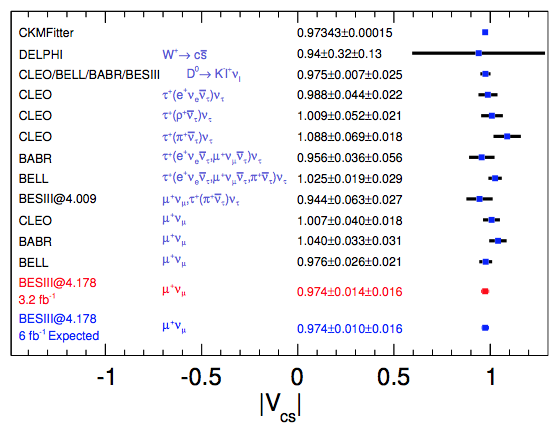 CKMFitter 0.97343±0.00015
DELPHI W⁺→ cs̅ 0.94±0.32±0.13
CLEO/BELL/BABR/BESIII D⁰→ K⁻l⁺νₗ 0.975±0.007±0.025
CLEO τ⁺(e⁺νₑν̅_τ)ν_τ 0.988±0.044±0.022
CLEO τ⁺(ρ⁺ν̅_τ)ν_τ 1.009±0.052±0.021
CLEO τ⁺(π⁺ν̅_τ)ν_τ 1.088±0.069±0.018
BABR τ⁺(e⁺νₑν̅_τ,μ⁺ν_μν̅_τ)ν_τ 0.956±0.036±0.056
BELL τ⁺(e⁺νₑν̅_τ,μ⁺ν_μν̅_τ,π⁺ν̅_τ)ν_τ 1.025±0.019±0.029
BESIII@4.009 μ⁺ν_μ,τ⁺(π⁺ν̅_τ)ν_τ 0.944±0.063±0.027
CLEO μ⁺ν_μ 1.007±0.040±0.018
BABR μ⁺ν_μ 1.040±0.033±0.031
BELL μ⁺ν_μ 0.976±0.026±0.021
BESIII@4.178
3.2 fb⁻¹ μ⁺ν_μ 0.974±0.014±0.016
BESIII@4.178
6 fb⁻¹ Expected μ⁺ν_μ 0.974±0.010±0.016
-1 -0.5 0 0.5 1
|V_cs|